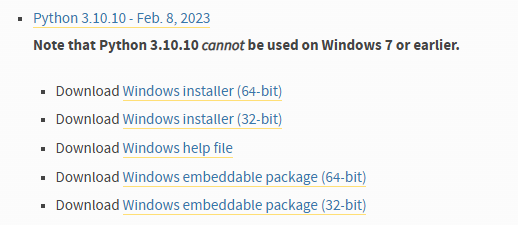 Python 3.10.10 - Feb. 8, 2023
Note that Python 3.10.10 cannot be used on Windows 7 or earlier.
Download Windows installer (64-bit)
Download Windows installer (32-bit)
Download Windows help file
Download Windows embeddable package (64-bit)
Download Windows embeddable package (32-bit)